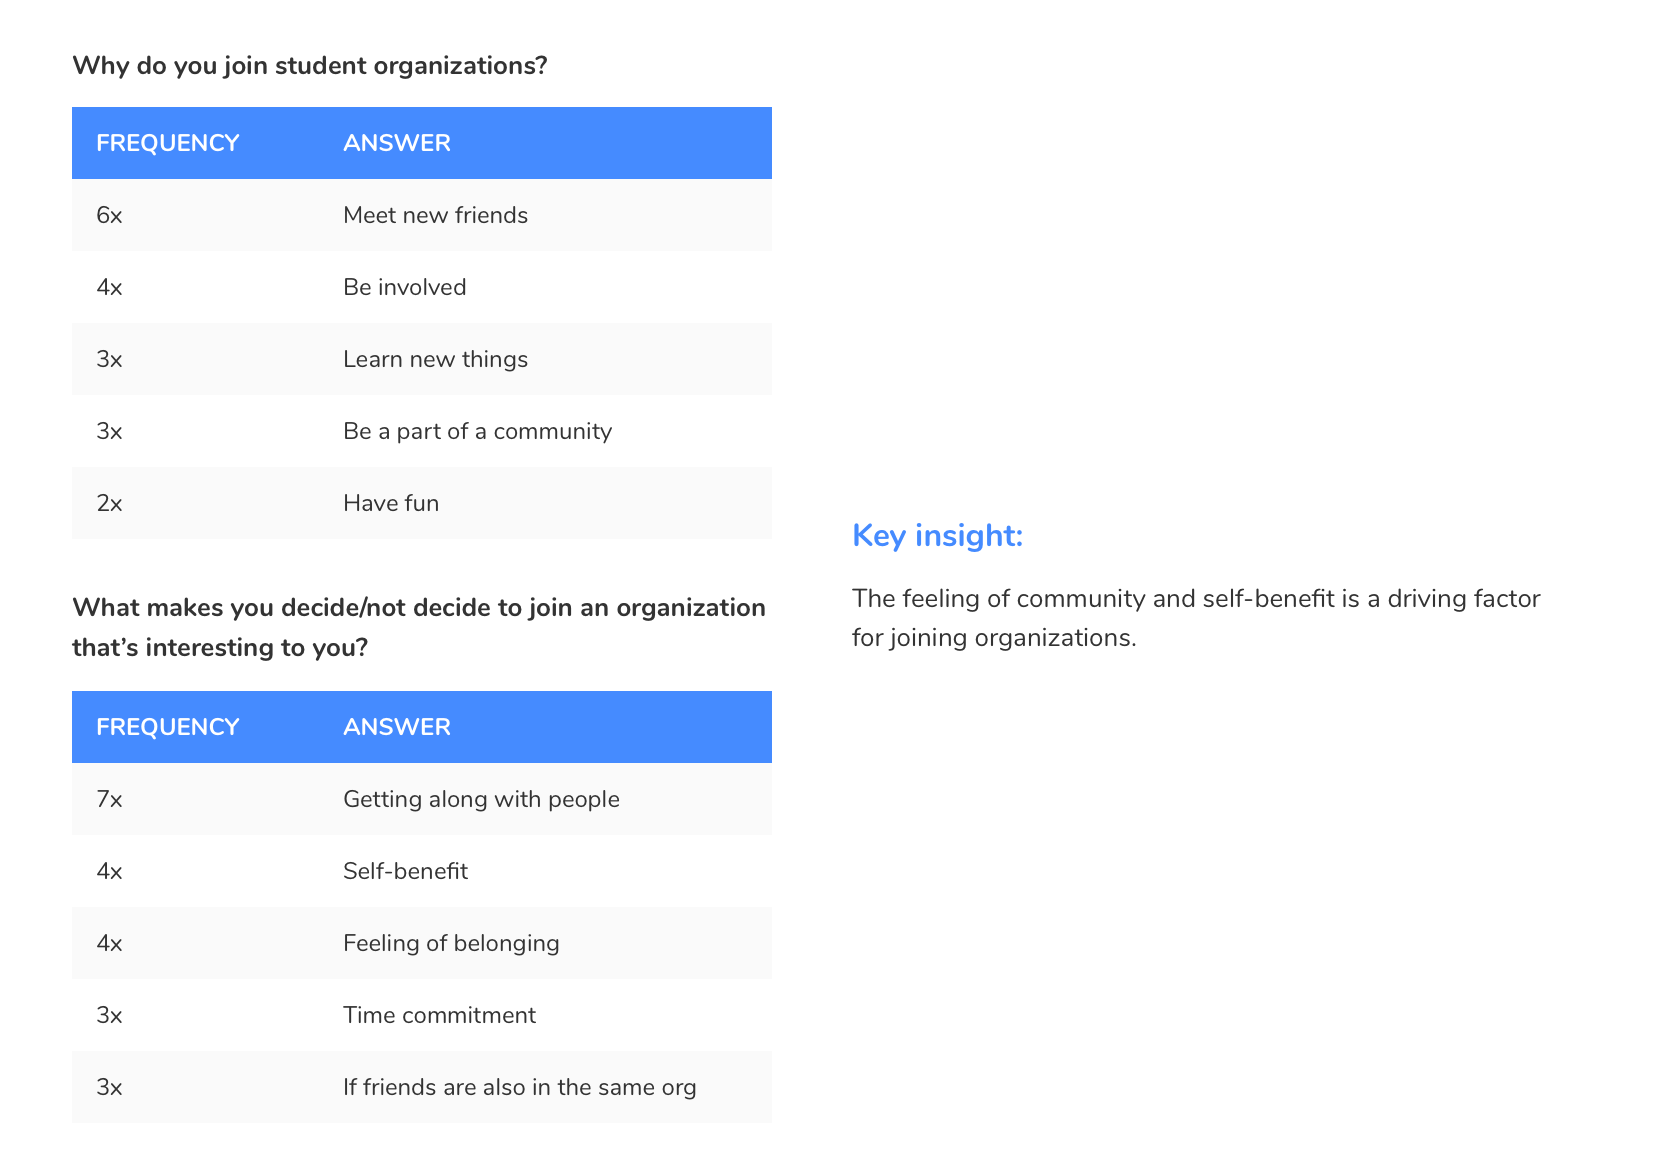 Why do you join student organizations?
FREQUENCY ANSWER
6x Meet new friends
4x Be involved
3x Learn new things
3x Be a part of a community
2x Have fun
What makes you decide/not decide to join an organization
that’s interesting to you?
FREQUENCY ANSWER
7x Getting along with people
4x Self-benefit
4x Feeling of belonging
3x Time commitment
3x If friends are also in the same org
Key insight:
The feeling of community and self-benefit is a driving factor
for joining organizations.